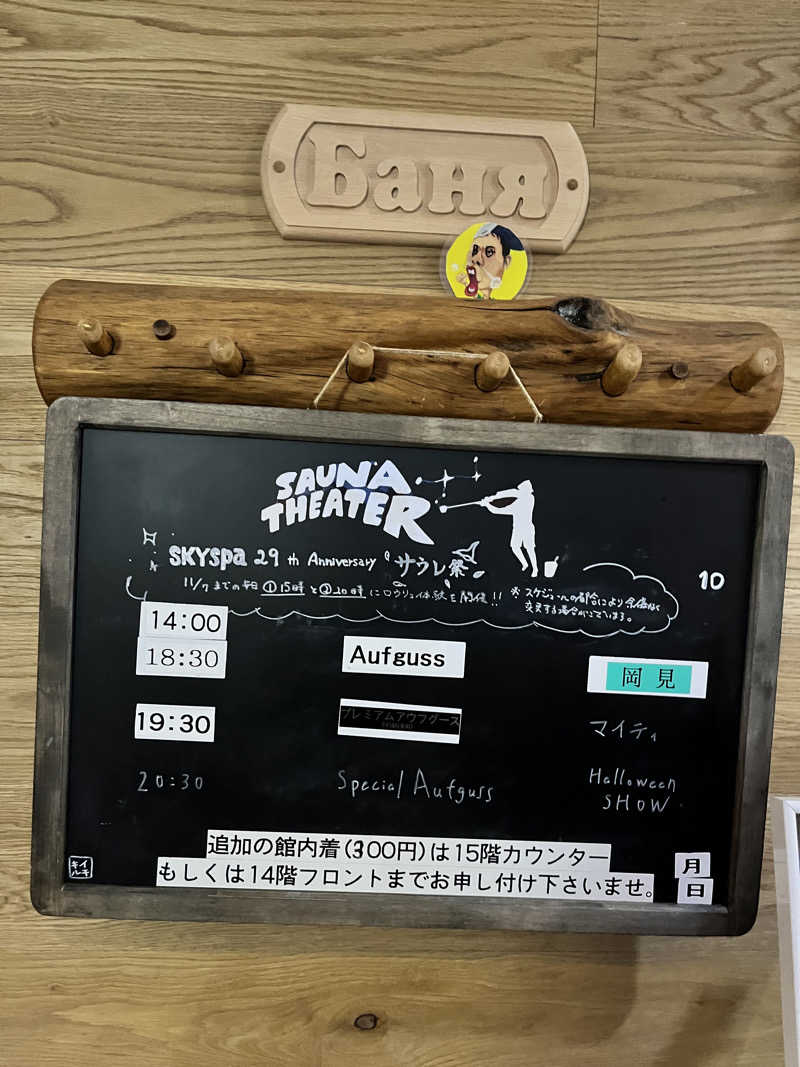 Баня
SAUNA
THEATER
SKYSpa 29 th Anniversary サウレ祭
11/7までの毎日 ①15時と②20時にロウリュ体験を開催!!
※スケジュールの都合により
変更する場合がございます。
10
14:00
18:30 Aufguss 岡見
19:30 プレミアムアウフグース マイティ
20:30 Special Aufguss Halloween
SHOW
追加の館内着(300円)は15階カウンター
もしくは14階フロントまでお申し付け下さいませ。
月
日
イキ
ルキ